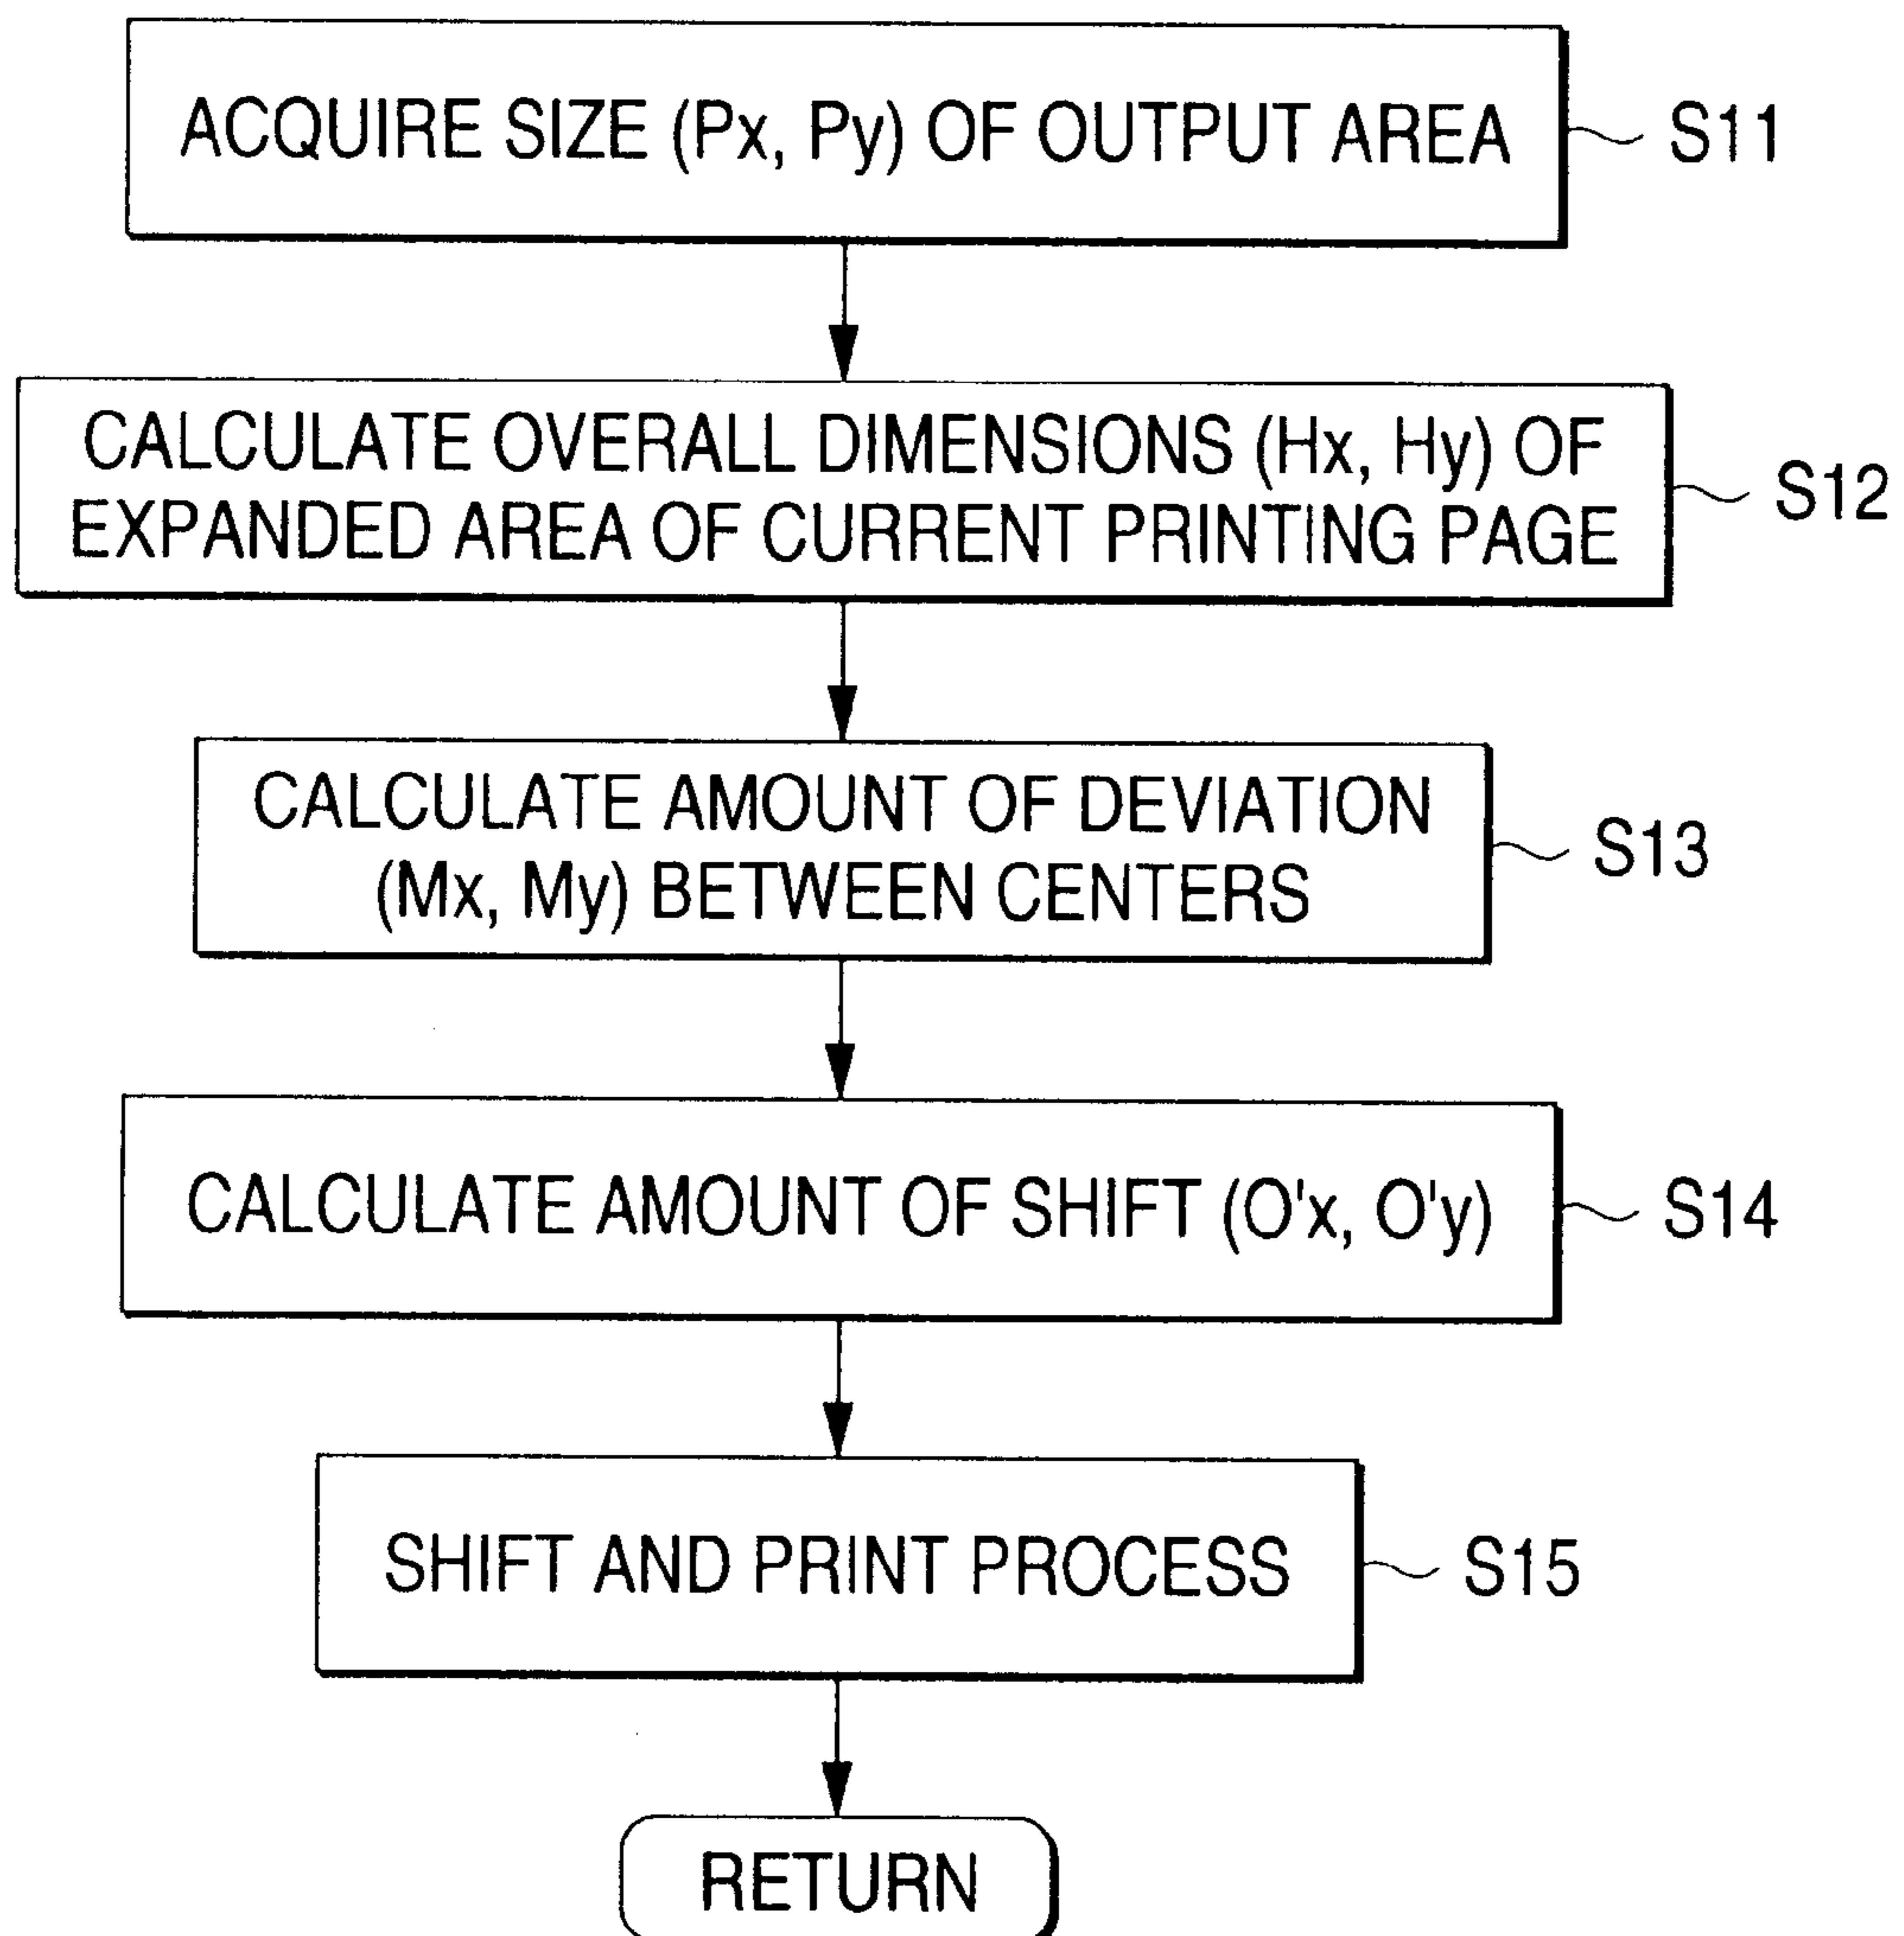 ACQUIRE SIZE (Px, Py) OF OUTPUT AREA
S11
CALCULATE OVERALL DIMENSIONS (Hx, Hy) OF
EXPANDED AREA OF CURRENT PRINTING PAGE
S12
CALCULATE AMOUNT OF DEVIATION
(Mx, My) BETWEEN CENTERS
S13
CALCULATE AMOUNT OF SHIFT (O'x, O'y)
S14
SHIFT AND PRINT PROCESS
S15
RETURN